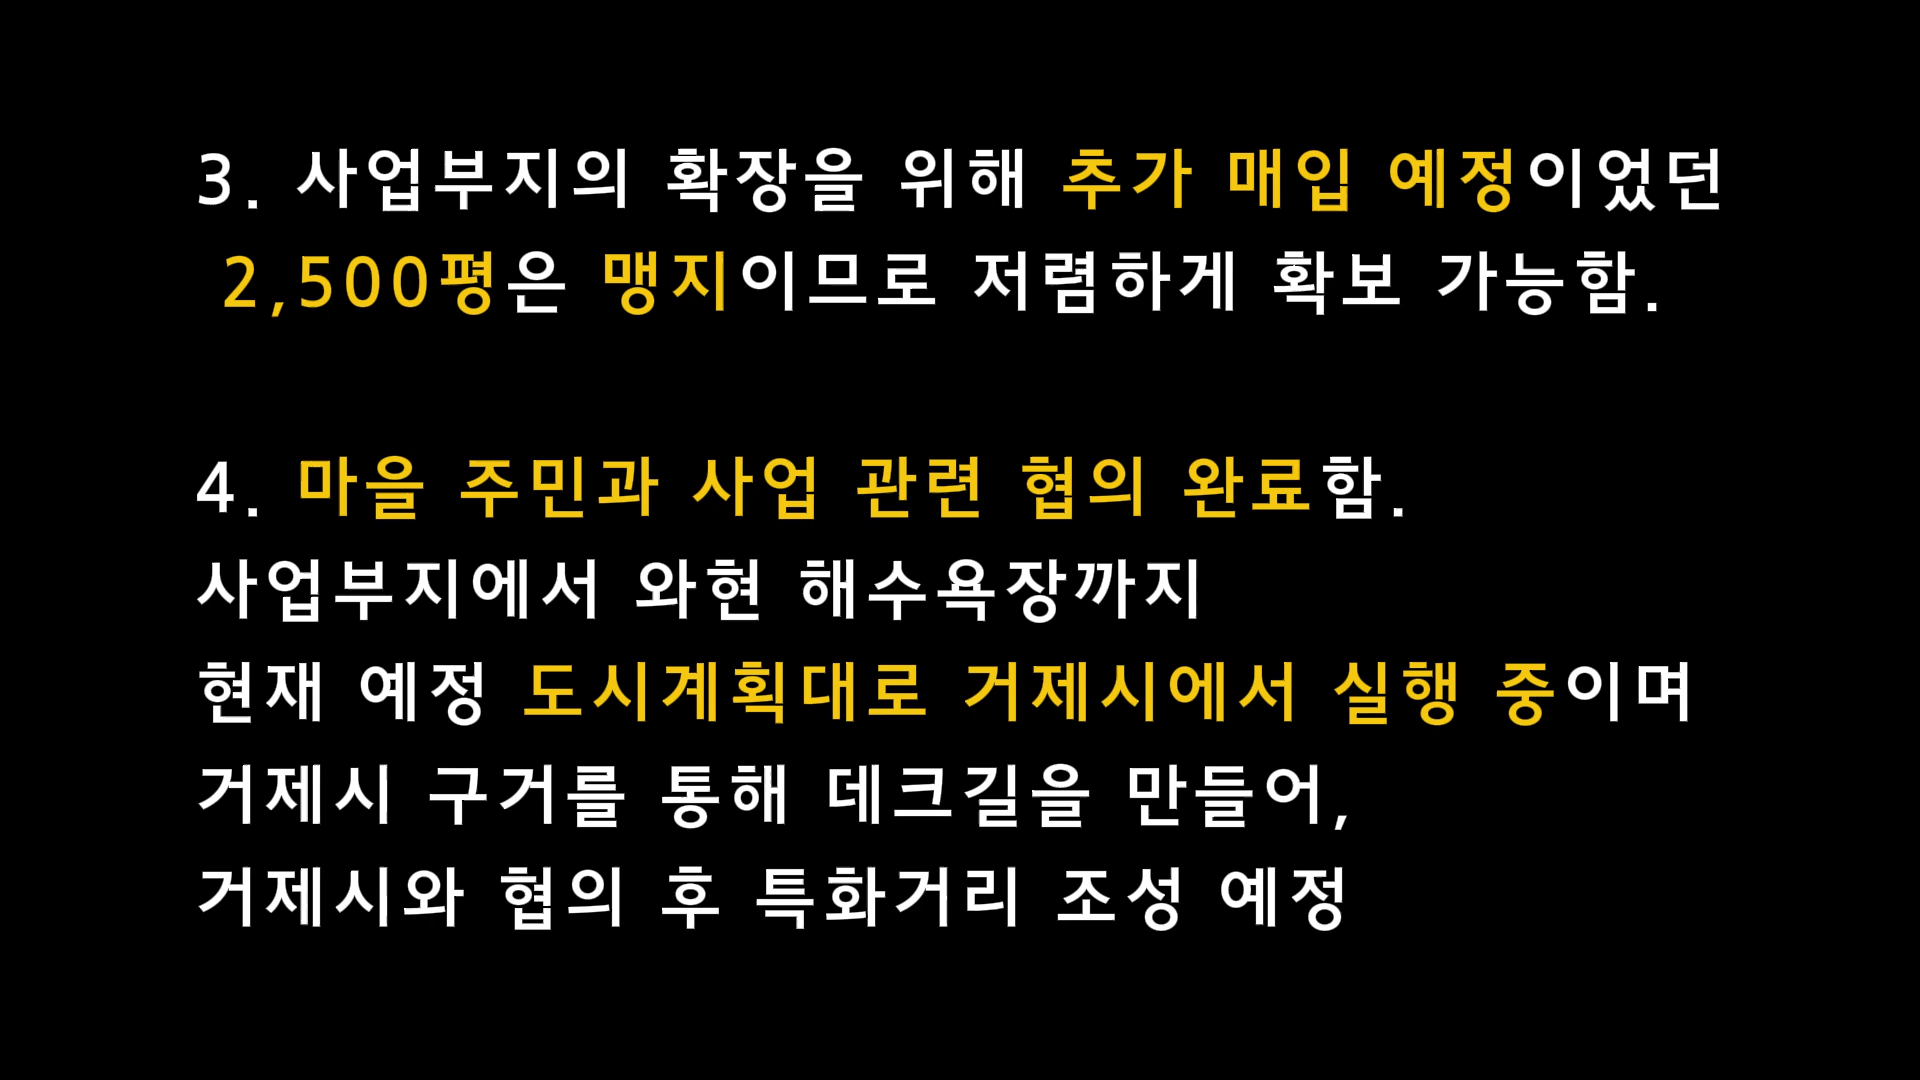 3. 사업부지의 확장을 위해 추가 매입 예정이었던
2,500평은 맹지이므로 저렴하게 확보 가능함.
4. 마을 주민과 사업 관련 협의 완료함.
사업부지에서 와현 해수욕장까지
현재 예정 도시계획대로 거제시에서 실행 중이며
거제시 구거를 통해 데크길을 만들어,
거제시와 협의 후 특화거리 조성 예정